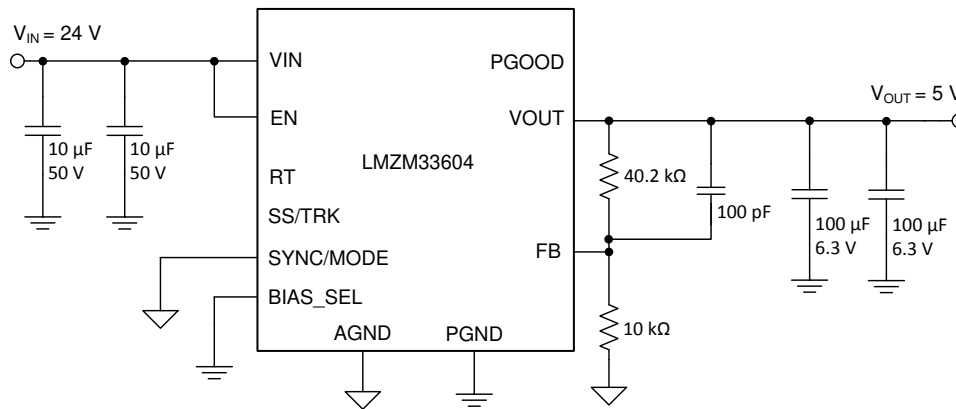 V_IN = 24 V
VIN
PGOOD
V_OUT = 5 V
EN
VOUT
10 µF
50 V
10 µF
50 V
LMZM33604
RT
40.2 kΩ
100 pF
SS/TRK
100 µF
6.3 V
100 µF
6.3 V
SYNC/MODE
FB
BIAS_SEL
10 kΩ
AGND
PGND